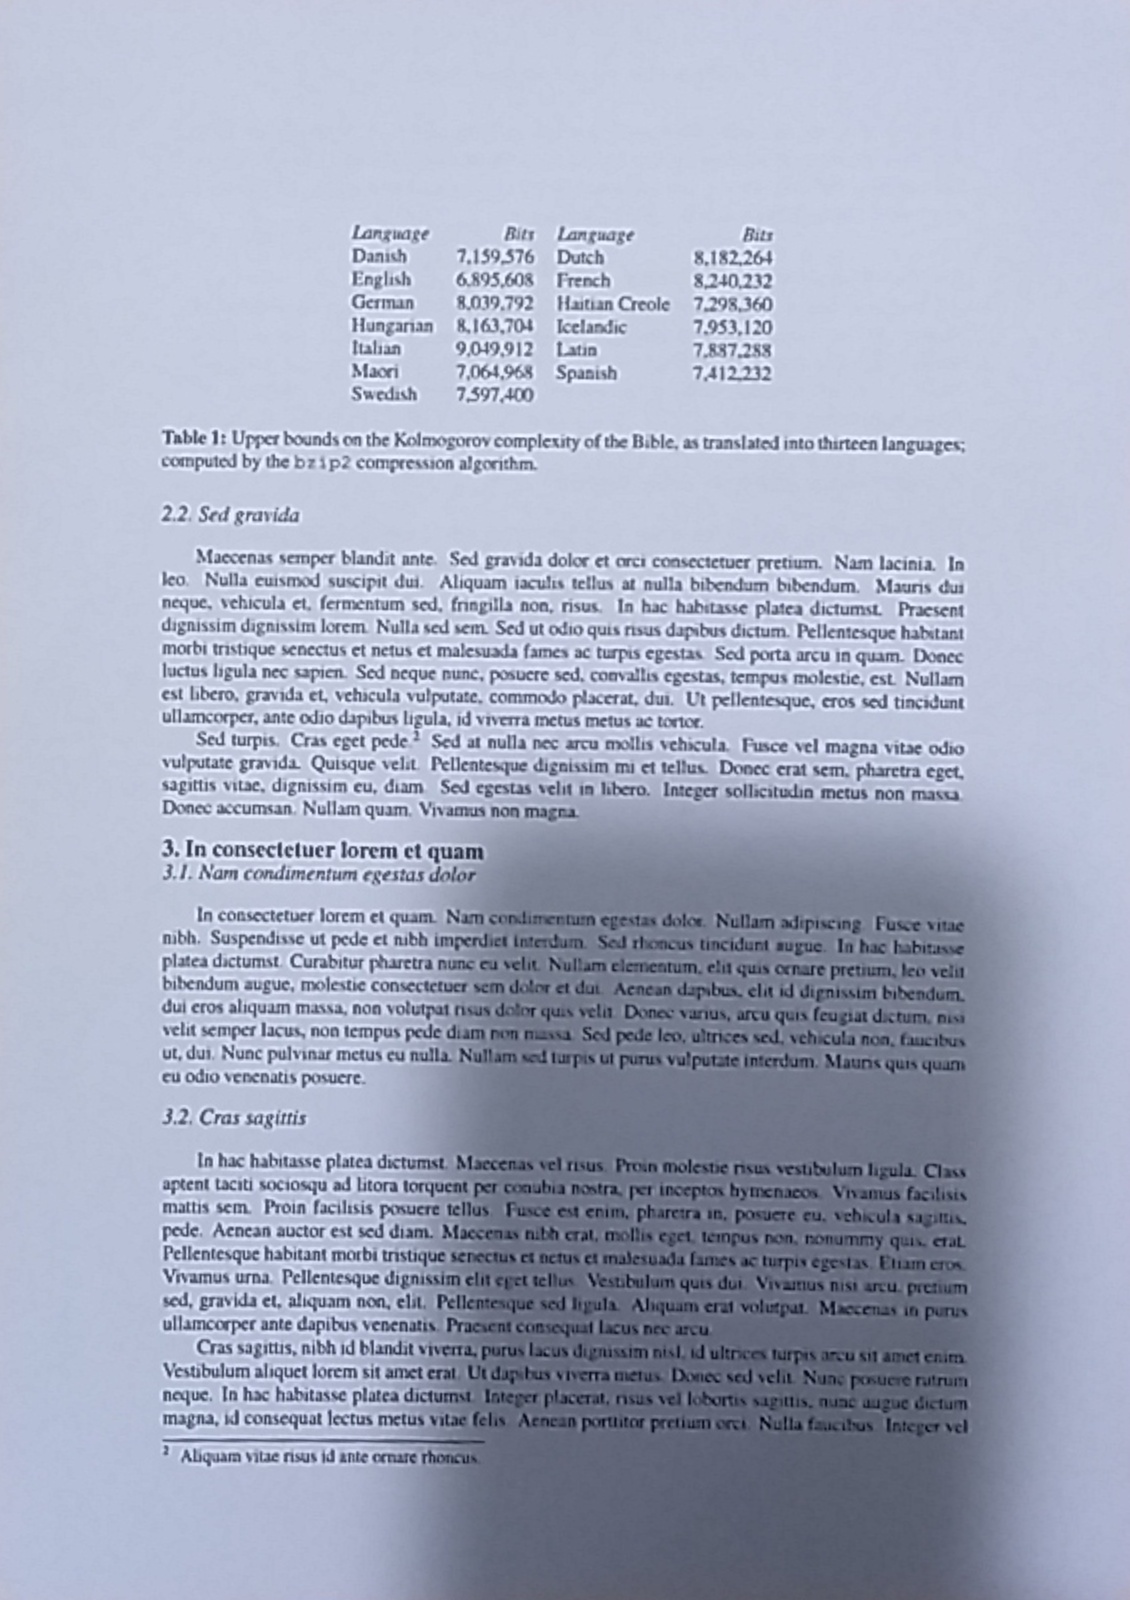 Language Bits Language Bits
Danish 7,159,576 Dutch 8,182,264
English 6,895,608 French 8,240,232
German 8,039,792 Haitian Creole 7,298,360
Hungarian 8,163,704 Icelandic 7,953,120
Italian 9,049,912 Latin 7,887,288
Maori 7,064,968 Spanish 7,412,232
Swedish 7,597,400
Table 1: Upper bounds on the Kolmogorov complexity of the Bible, as translated into thirteen languages;
computed by the bzip2 compression algorithm.
2.2. Sed gravida
Maecenas semper blandit ante. Sed gravida dolor et orci consectetuer pretium. Nam lacinia. In
leo. Nulla euismod suscipit dui. Aliquam iaculis tellus at nulla bibendum bibendum. Mauris dui
neque, vehicula et, fermentum sed, fringilla non, risus. In hac habitasse platea dictumst. Praesent
dignissim dignissim lorem. Nulla sed sem. Sed ut odio quis risus dapibus dictum. Pellentesque habitant
morbi tristique senectus et netus et malesuada fames ac turpis egestas. Sed porta arcu in quam. Donec
luctus ligula nec sapien. Sed neque nunc, posuere sed, convallis egestas, tempus molestie, est. Nullam
est libero, gravida et, vehicula vulputate, commodo placerat, dui. Ut pellentesque, eros sed tincidunt
ullamcorper, ante odio dapibus ligula, id viverra metus metus ac tortor.
Sed turpis. Cras eget pede.² Sed at nulla nec arcu mollis vehicula. Fusce vel magna vitae odio
vulputate gravida. Quisque velit. Pellentesque dignissim mi et tellus. Donec erat sem, pharetra eget,
sagittis vitae, dignissim eu, diam. Sed egestas velit in libero. Integer sollicitudin metus non massa.
Donec accumsan. Nullam quam. Vivamus non magna.
3. In consectetuer lorem et quam
3.1. Nam condimentum egestas dolor
In consectetuer lorem et quam. Nam condimentum egestas dolor. Nullam adipiscing. Fusce vitae
nibh. Suspendisse ut pede et nibh imperdiet interdum. Sed rhoncus tincidunt augue. In hac habitasse
platea dictumst. Curabitur pharetra nunc eu velit. Nullam elementum, elit quis ornare pretium, leo velit
bibendum augue, molestie consectetuer sem dolor et dui. Aenean dapibus, elit id dignissim bibendum,
dui eros aliquam massa, non volutpat risus dolor quis velit. Donec varius, arcu quis feugiat dictum, nisi
velit semper lacus, non tempus pede diam non massa. Sed pede leo, ultrices sed, vehicula non, faucibus
ut, dui. Nunc pulvinar metus eu nulla. Nullam sed turpis ut purus vulputate interdum. Mauris quis quam
eu odio venenatis posuere.
3.2. Cras sagittis
In hac habitasse platea dictumst. Maecenas vel risus. Proin molestie risus vestibulum ligula. Class
aptent taciti sociosqu ad litora torquent per conubia nostra, per inceptos hymenaeos. Vivamus facilisis
mattis sem. Proin facilisis posuere tellus. Fusce est enim, pharetra in, posuere eu, vehicula sagittis,
pede. Aenean auctor est sed diam. Maecenas nibh erat, mollis eget, tempus non, nonummy quis, erat.
Pellentesque habitant morbi tristique senectus et netus et malesuada fames ac turpis egestas. Etiam eros.
Vivamus urna. Pellentesque dignissim elit eget tellus. Vestibulum quis dui. Vivamus nisi arcu, pretium
sed, gravida et, aliquam non, elit. Pellentesque sed ligula. Aliquam erat volutpat. Maecenas in purus
ullamcorper ante dapibus venenatis. Praesent consequat lacus nec arcu.
Cras sagittis, nibh id blandit viverra, purus lacus dignissim nisl, id ultrices turpis arcu sit amet enim.
Vestibulum aliquet lorem sit amet erat. Ut dapibus viverra metus. Donec sed velit. Nunc posuere rutrum
neque. In hac habitasse platea dictumst. Integer placerat, risus vel lobortis sagittis, nunc augue dictum
magna, id consequat lectus metus vitae felis. Aenean porttitor pretium orci. Nulla faucibus. Integer vel
² Aliquam vitae risus id ante ornare rhoncus.